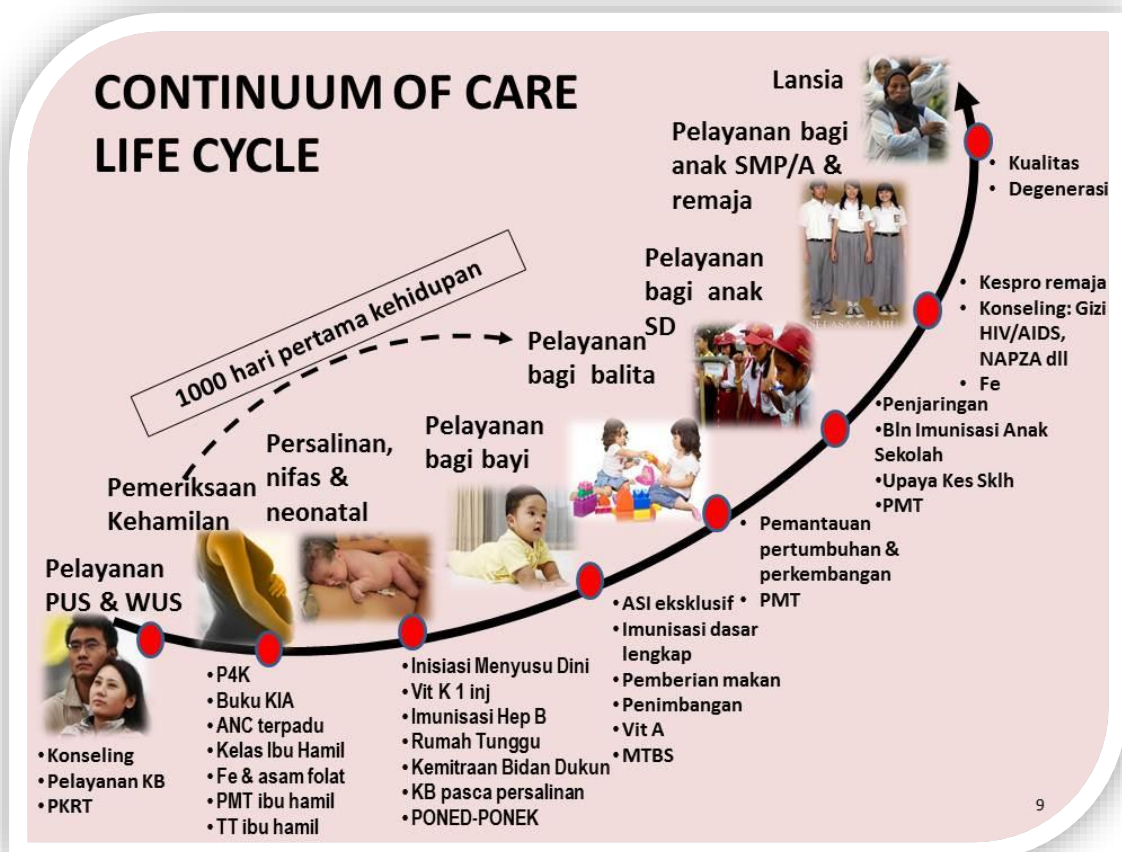 CONTINUUM OF CARE
LIFE CYCLE
1000 hari pertama kehidupan
Pelayanan
PUS & WUS
• Konseling
• Pelayanan KB
• PKRT
Pemeriksaan
Kehamilan
• P4K
• Buku KIA
• ANC terpadu
• Kelas Ibu Hamil
• Fe & asam folat
• PMT ibu hamil
• TT ibu hamil
Persalinan,
nifas &
neonatal
• Inisiasi Menyusu Dini
• Vit K 1 inj
• Imunisasi Hep B
• Rumah Tunggu
• Kemitraan Bidan Dukun
• KB pasca persalinan
• PONED-PONEK
Pelayanan
bagi bayi
• ASI eksklusif
• Imunisasi dasar
lengkap
• Pemberian makan
• Penimbangan
• Vit A
• MTBS
Pelayanan
bagi balita
• Pemantauan
pertumbuhan &
perkembangan
• PMT
Pelayanan
bagi anak
SD
• Penjaringan
• Bln Imunisasi Anak
Sekolah
• Upaya Kes Sklh
• PMT
Pelayanan bagi
anak SMP/A &
remaja
• Kespro remaja
• Konseling: Gizi
HIV/AIDS,
NAPZA dll
• Fe
Lansia
• Kualitas
• Degenerasi
9